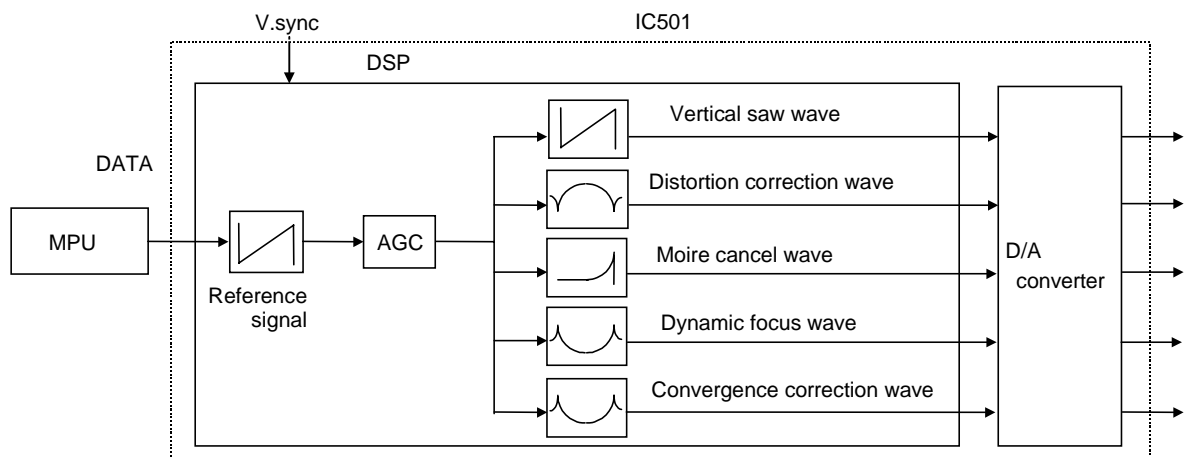 V.sync
IC501
DSP
Vertical saw wave
DATA
Distortion correction wave
MPU
AGC
Moire cancel wave
D/A
converter
Reference
signal
Dynamic focus wave
Convergence correction wave